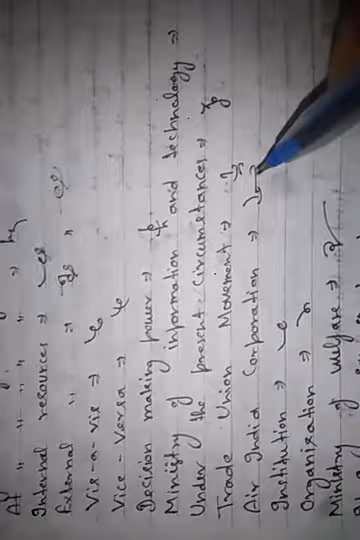 At " " " " ⇒
Internal resources ⇒
External " ⇒ "
Vis-a-vis ⇒
Vice-Versa ⇒
Decision making power ⇒
Ministry of information and technology ⇒
Under the present circumstances ⇒
Trade Union Movement ⇒
Air India Corporation ⇒
Institution ⇒
Organisation ⇒
Ministry of welfare ⇒